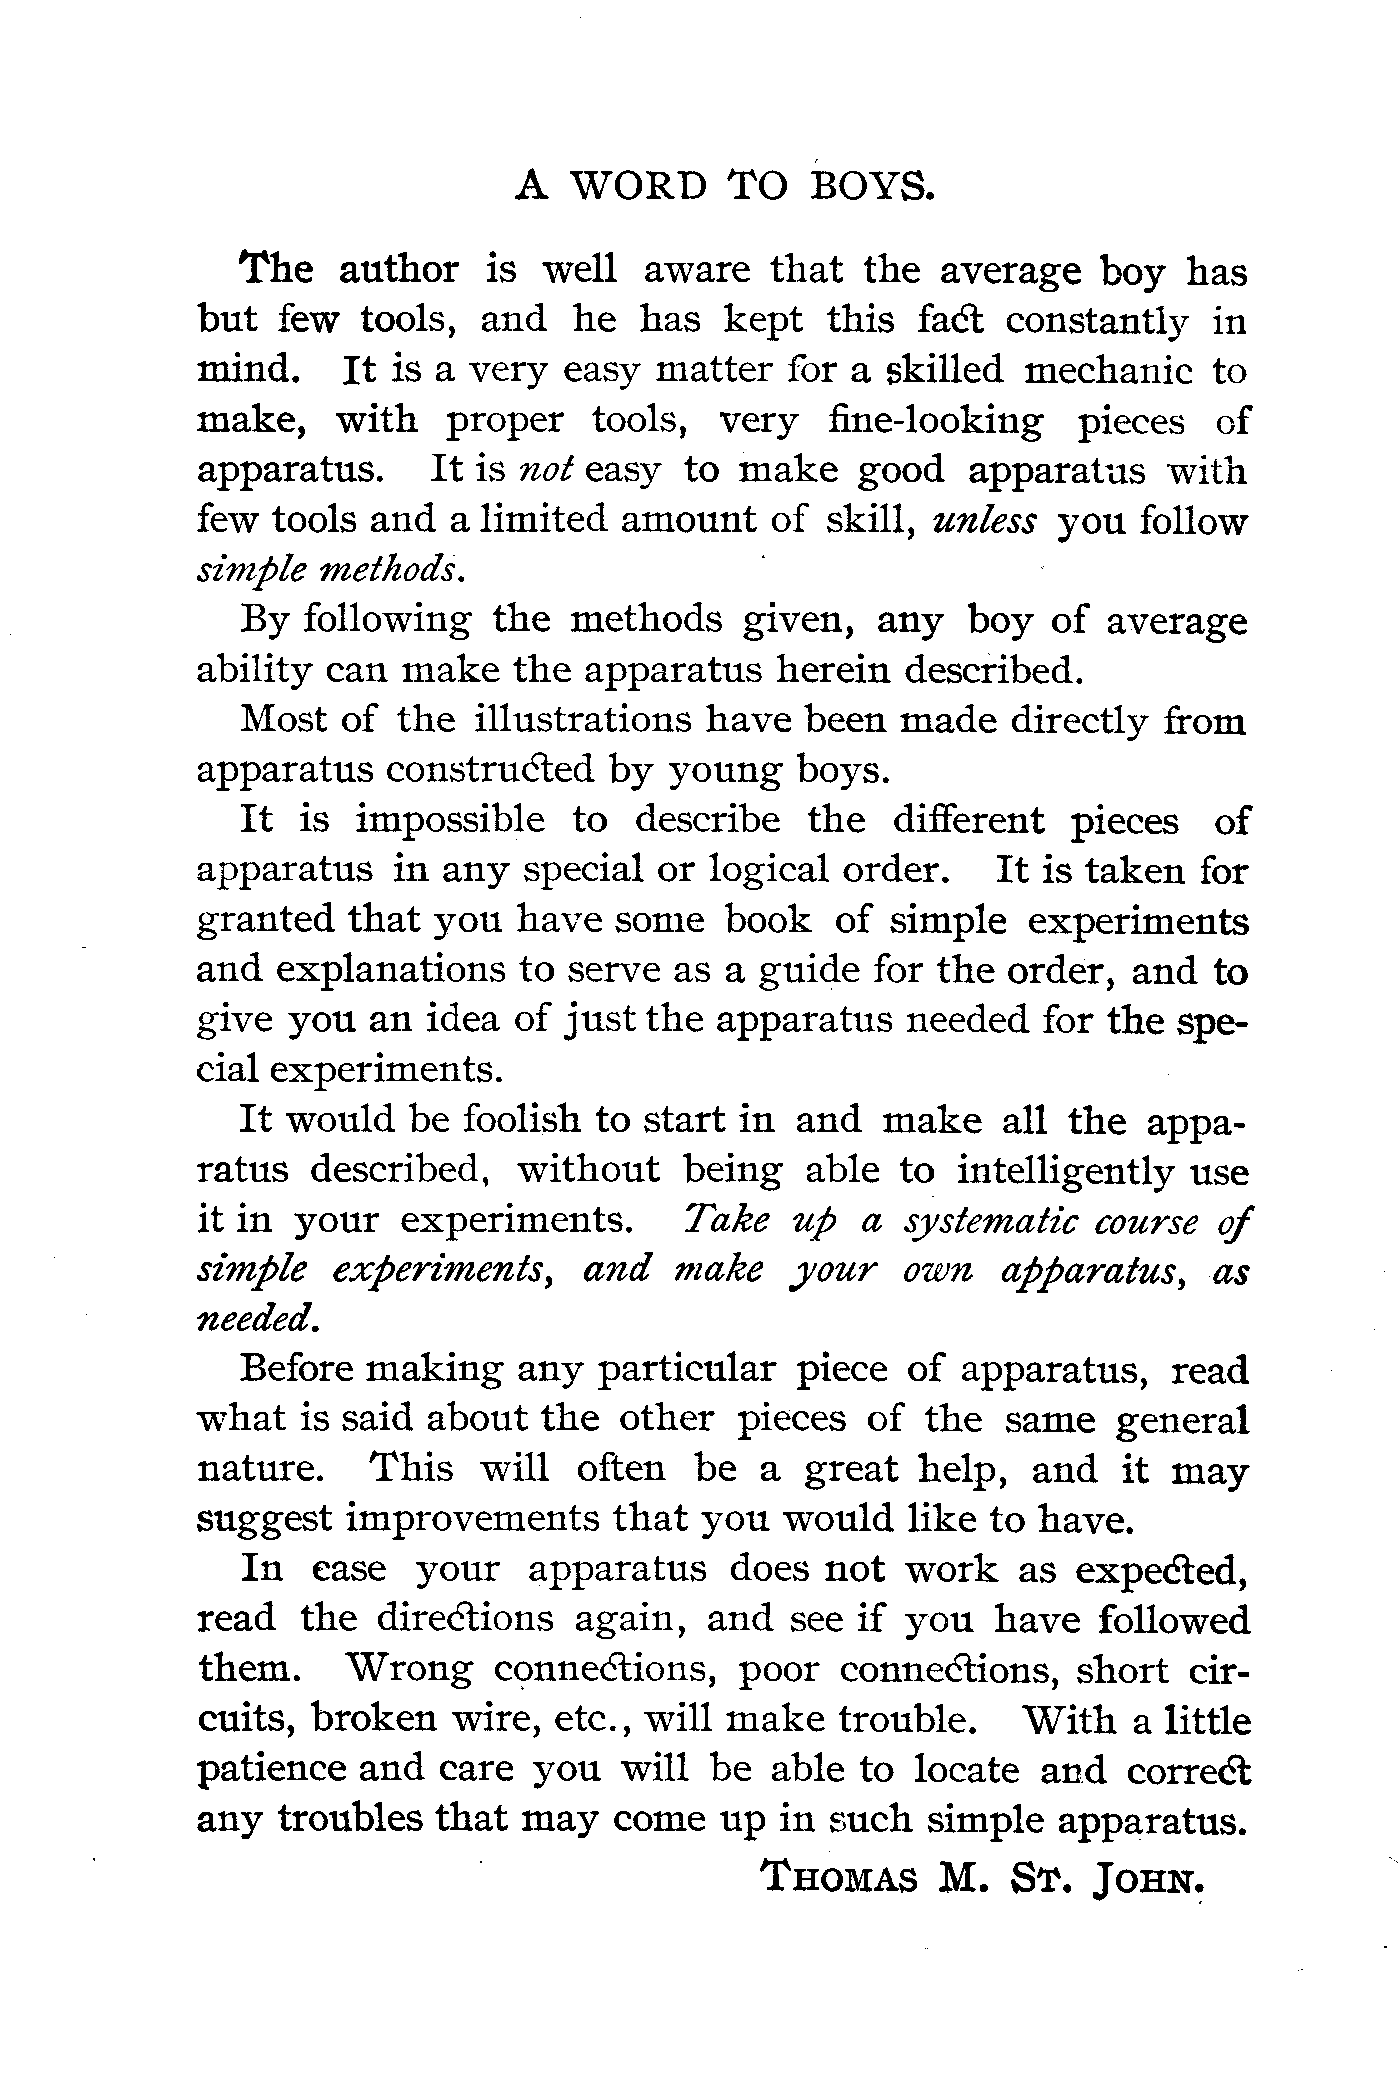 A WORD TO BOYS.
The author is well aware that the average boy has
but few tools, and he has kept this fact constantly in
mind. It is a very easy matter for a skilled mechanic to
make, with proper tools, very fine-looking pieces of
apparatus. It is not easy to make good apparatus with
few tools and a limited amount of skill, unless you follow
simple methods.
By following the methods given, any boy of average
ability can make the apparatus herein described.
Most of the illustrations have been made directly from
apparatus constructed by young boys.
It is impossible to describe the different pieces of
apparatus in any special or logical order. It is taken for
granted that you have some book of simple experiments
and explanations to serve as a guide for the order, and to
give you an idea of just the apparatus needed for the spe-
cial experiments.
It would be foolish to start in and make all the appa-
ratus described, without being able to intelligently use
it in your experiments. Take up a systematic course of
simple experiments, and make your own apparatus, as
needed.
Before making any particular piece of apparatus, read
what is said about the other pieces of the same general
nature. This will often be a great help, and it may
suggest improvements that you would like to have.
In case your apparatus does not work as expected,
read the directions again, and see if you have followed
them. Wrong connections, poor connections, short cir-
cuits, broken wire, etc., will make trouble. With a little
patience and care you will be able to locate and correct
any troubles that may come up in such simple apparatus.
THOMAS M. ST. JOHN.